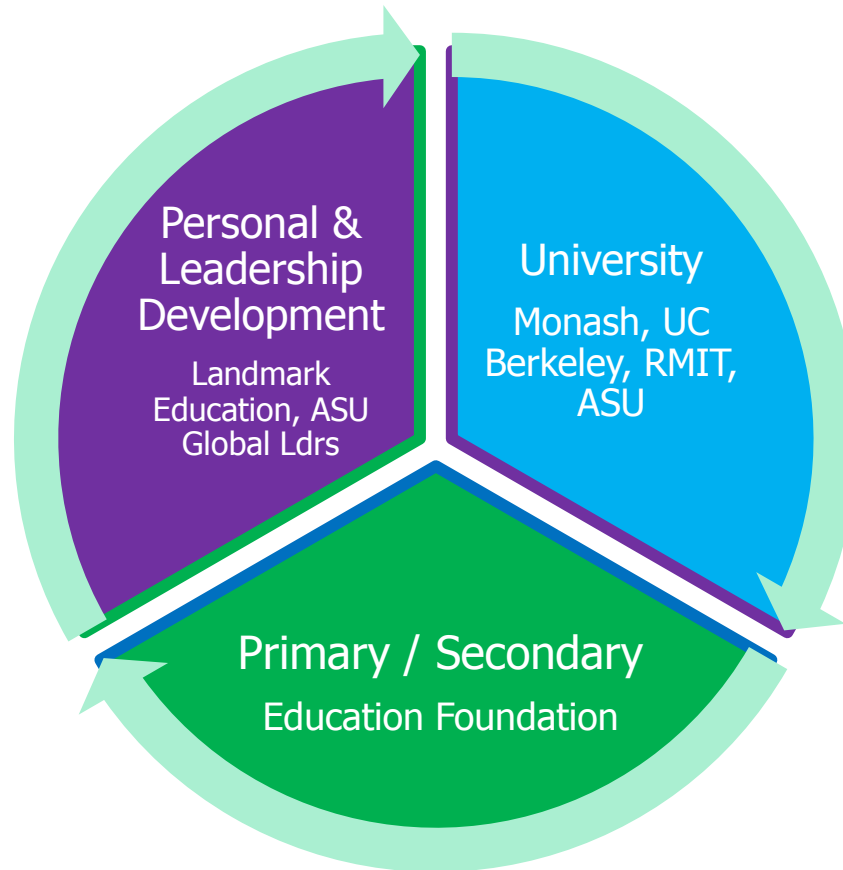 Personal &
Leadership
Development
Landmark
Education, ASU
Global Ldrs
University
Monash, UC
Berkeley, RMIT,
ASU
Primary / Secondary
Education Foundation